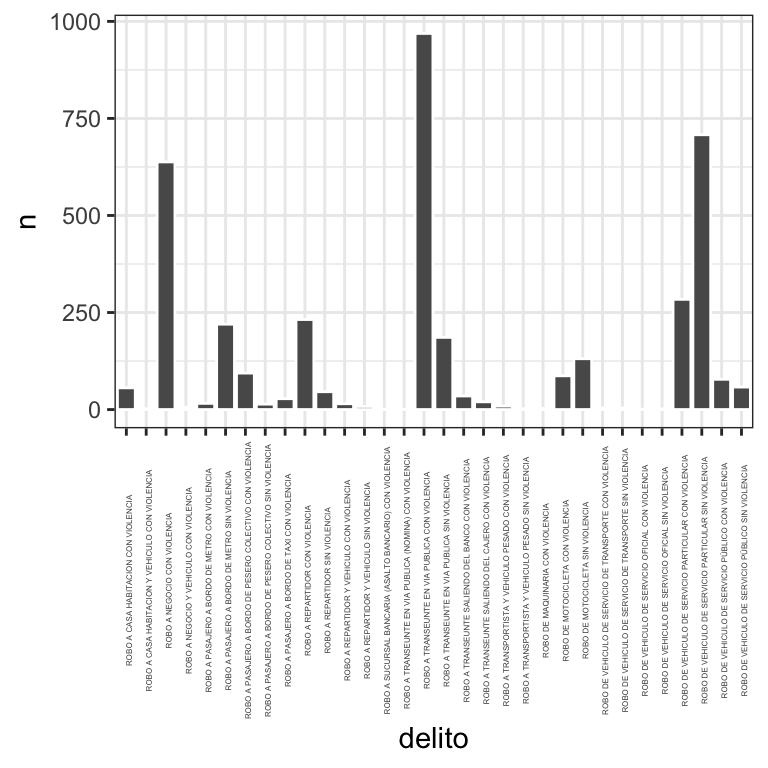 1000
750
500
250
0
n
ROBO A CASA HABITACION CON VIOLENCIA
ROBO A CASA HABITACION Y VEHICULO CON VIOLENCIA
ROBO A NEGOCIO CON VIOLENCIA
ROBO A NEGOCIO Y VEHICULO CON VIOLENCIA
ROBO A PASAJERO A BORDO DE METRO CON VIOLENCIA
ROBO A PASAJERO A BORDO DE METRO SIN VIOLENCIA
ROBO A PASAJERO A BORDO DE PESERO COLECTIVO CON VIOLENCIA
ROBO A PASAJERO A BORDO DE PESERO COLECTIVO SIN VIOLENCIA
ROBO A PASAJERO A BORDO DE TAXI CON VIOLENCIA
ROBO A REPARTIDOR CON VIOLENCIA
ROBO A REPARTIDOR SIN VIOLENCIA
ROBO A REPARTIDOR Y VEHICULO CON VIOLENCIA
ROBO A REPARTIDOR Y VEHICULO SIN VIOLENCIA
ROBO A SUCURSAL BANCARIA (ASALTO BANCARIO) CON VIOLENCIA
ROBO A TRANSEUNTE EN VIA PUBLICA (NOMINA) CON VIOLENCIA
ROBO A TRANSEUNTE EN VIA PUBLICA CON VIOLENCIA
ROBO A TRANSEUNTE EN VIA PUBLICA SIN VIOLENCIA
ROBO A TRANSEUNTE SALIENDO DEL BANCO CON VIOLENCIA
ROBO A TRANSEUNTE SALIENDO DEL CAJERO CON VIOLENCIA
ROBO A TRANSPORTISTA Y VEHICULO PESADO CON VIOLENCIA
ROBO A TRANSPORTISTA Y VEHICULO PESADO SIN VIOLENCIA
ROBO DE MAQUINARIA CON VIOLENCIA
ROBO DE MOTOCICLETA CON VIOLENCIA
ROBO DE MOTOCICLETA SIN VIOLENCIA
ROBO DE VEHICULO DE SERVICIO DE TRANSPORTE CON VIOLENCIA
ROBO DE VEHICULO DE SERVICIO DE TRANSPORTE SIN VIOLENCIA
ROBO DE VEHICULO DE SERVICIO OFICIAL CON VIOLENCIA
ROBO DE VEHICULO DE SERVICIO OFICIAL SIN VIOLENCIA
ROBO DE VEHICULO DE SERVICIO PARTICULAR CON VIOLENCIA
ROBO DE VEHICULO DE SERVICIO PARTICULAR SIN VIOLENCIA
ROBO DE VEHICULO DE SERVICIO PÚBLICO CON VIOLENCIA
ROBO DE VEHICULO DE SERVICIO PÚBLICO SIN VIOLENCIA
delito